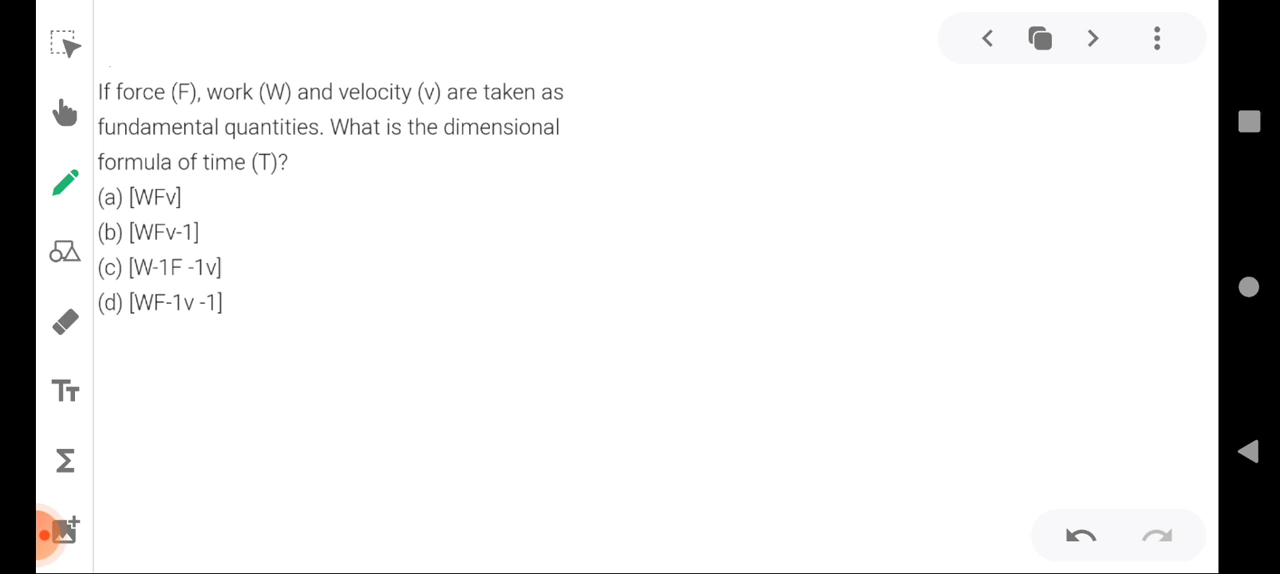 If force (F), work (W) and velocity (v) are taken as
fundamental quantities. What is the dimensional
formula of time (T)?
(a) [WFv]
(b) [WFv-1]
(c) [W-1F -1v]
(d) [WF-1v -1]